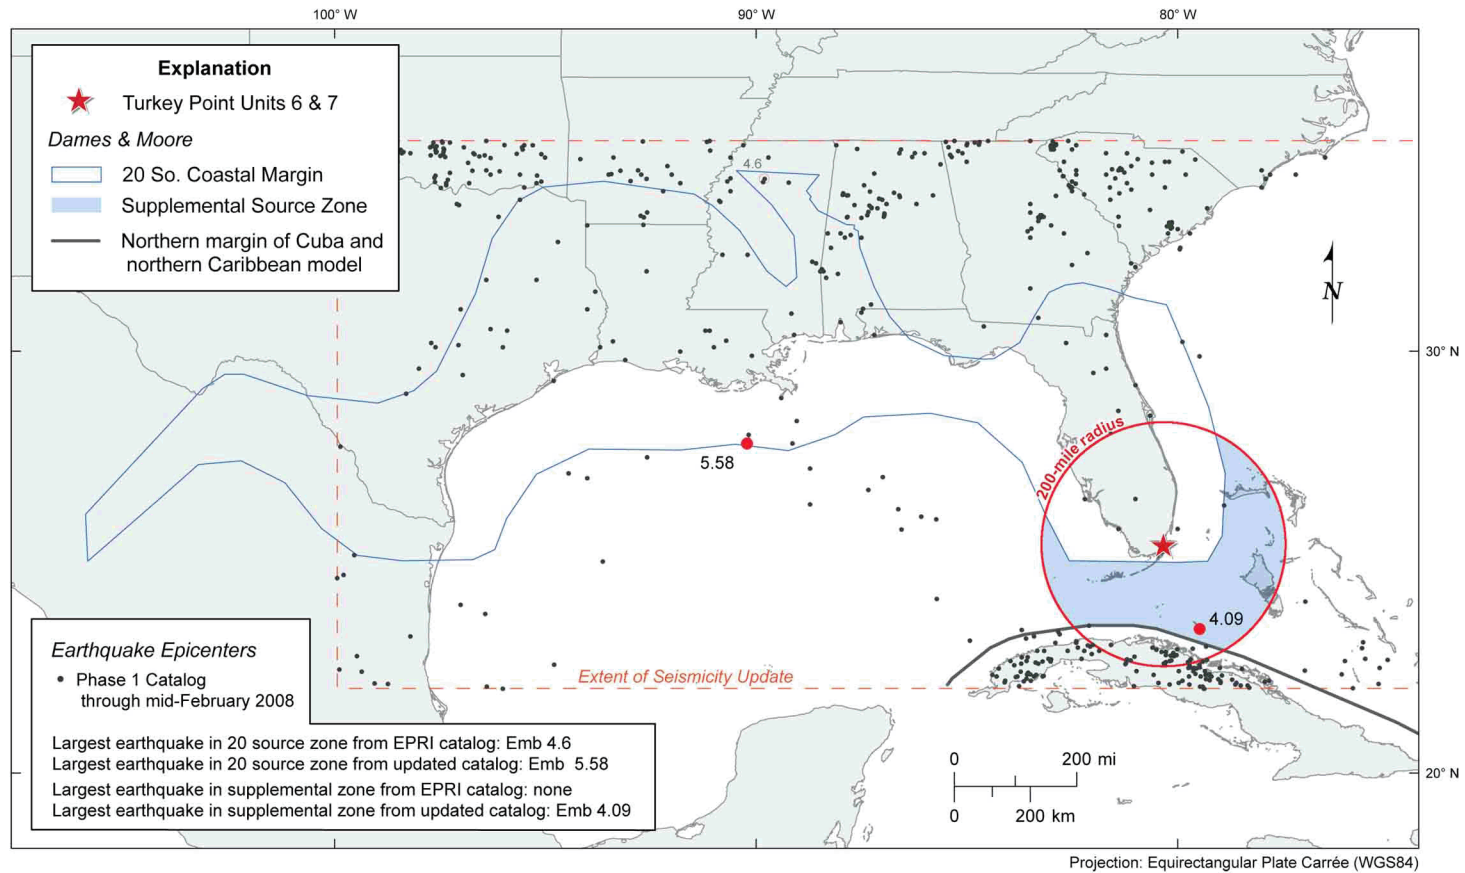 100° W
90° W
80° W
Explanation
Turkey Point Units 6 & 7
Dames & Moore
20 So. Coastal Margin
Supplemental Source Zone
Northern margin of Cuba and
northern Caribbean model
4.6
N
30° N
5.58
200-mile radius
4.09
Extent of Seismicity Update
Earthquake Epicenters
Phase 1 Catalog
through mid-February 2008
Largest earthquake in 20 source zone from EPRI catalog: Emb 4.6
Largest earthquake in 20 source zone from updated catalog: Emb 5.58
Largest earthquake in supplemental zone from EPRI catalog: none
Largest earthquake in supplemental zone from updated catalog: Emb 4.09
0 200 mi
0 200 km
20° N
Projection: Equirectangular Plate Carrée (WGS84)